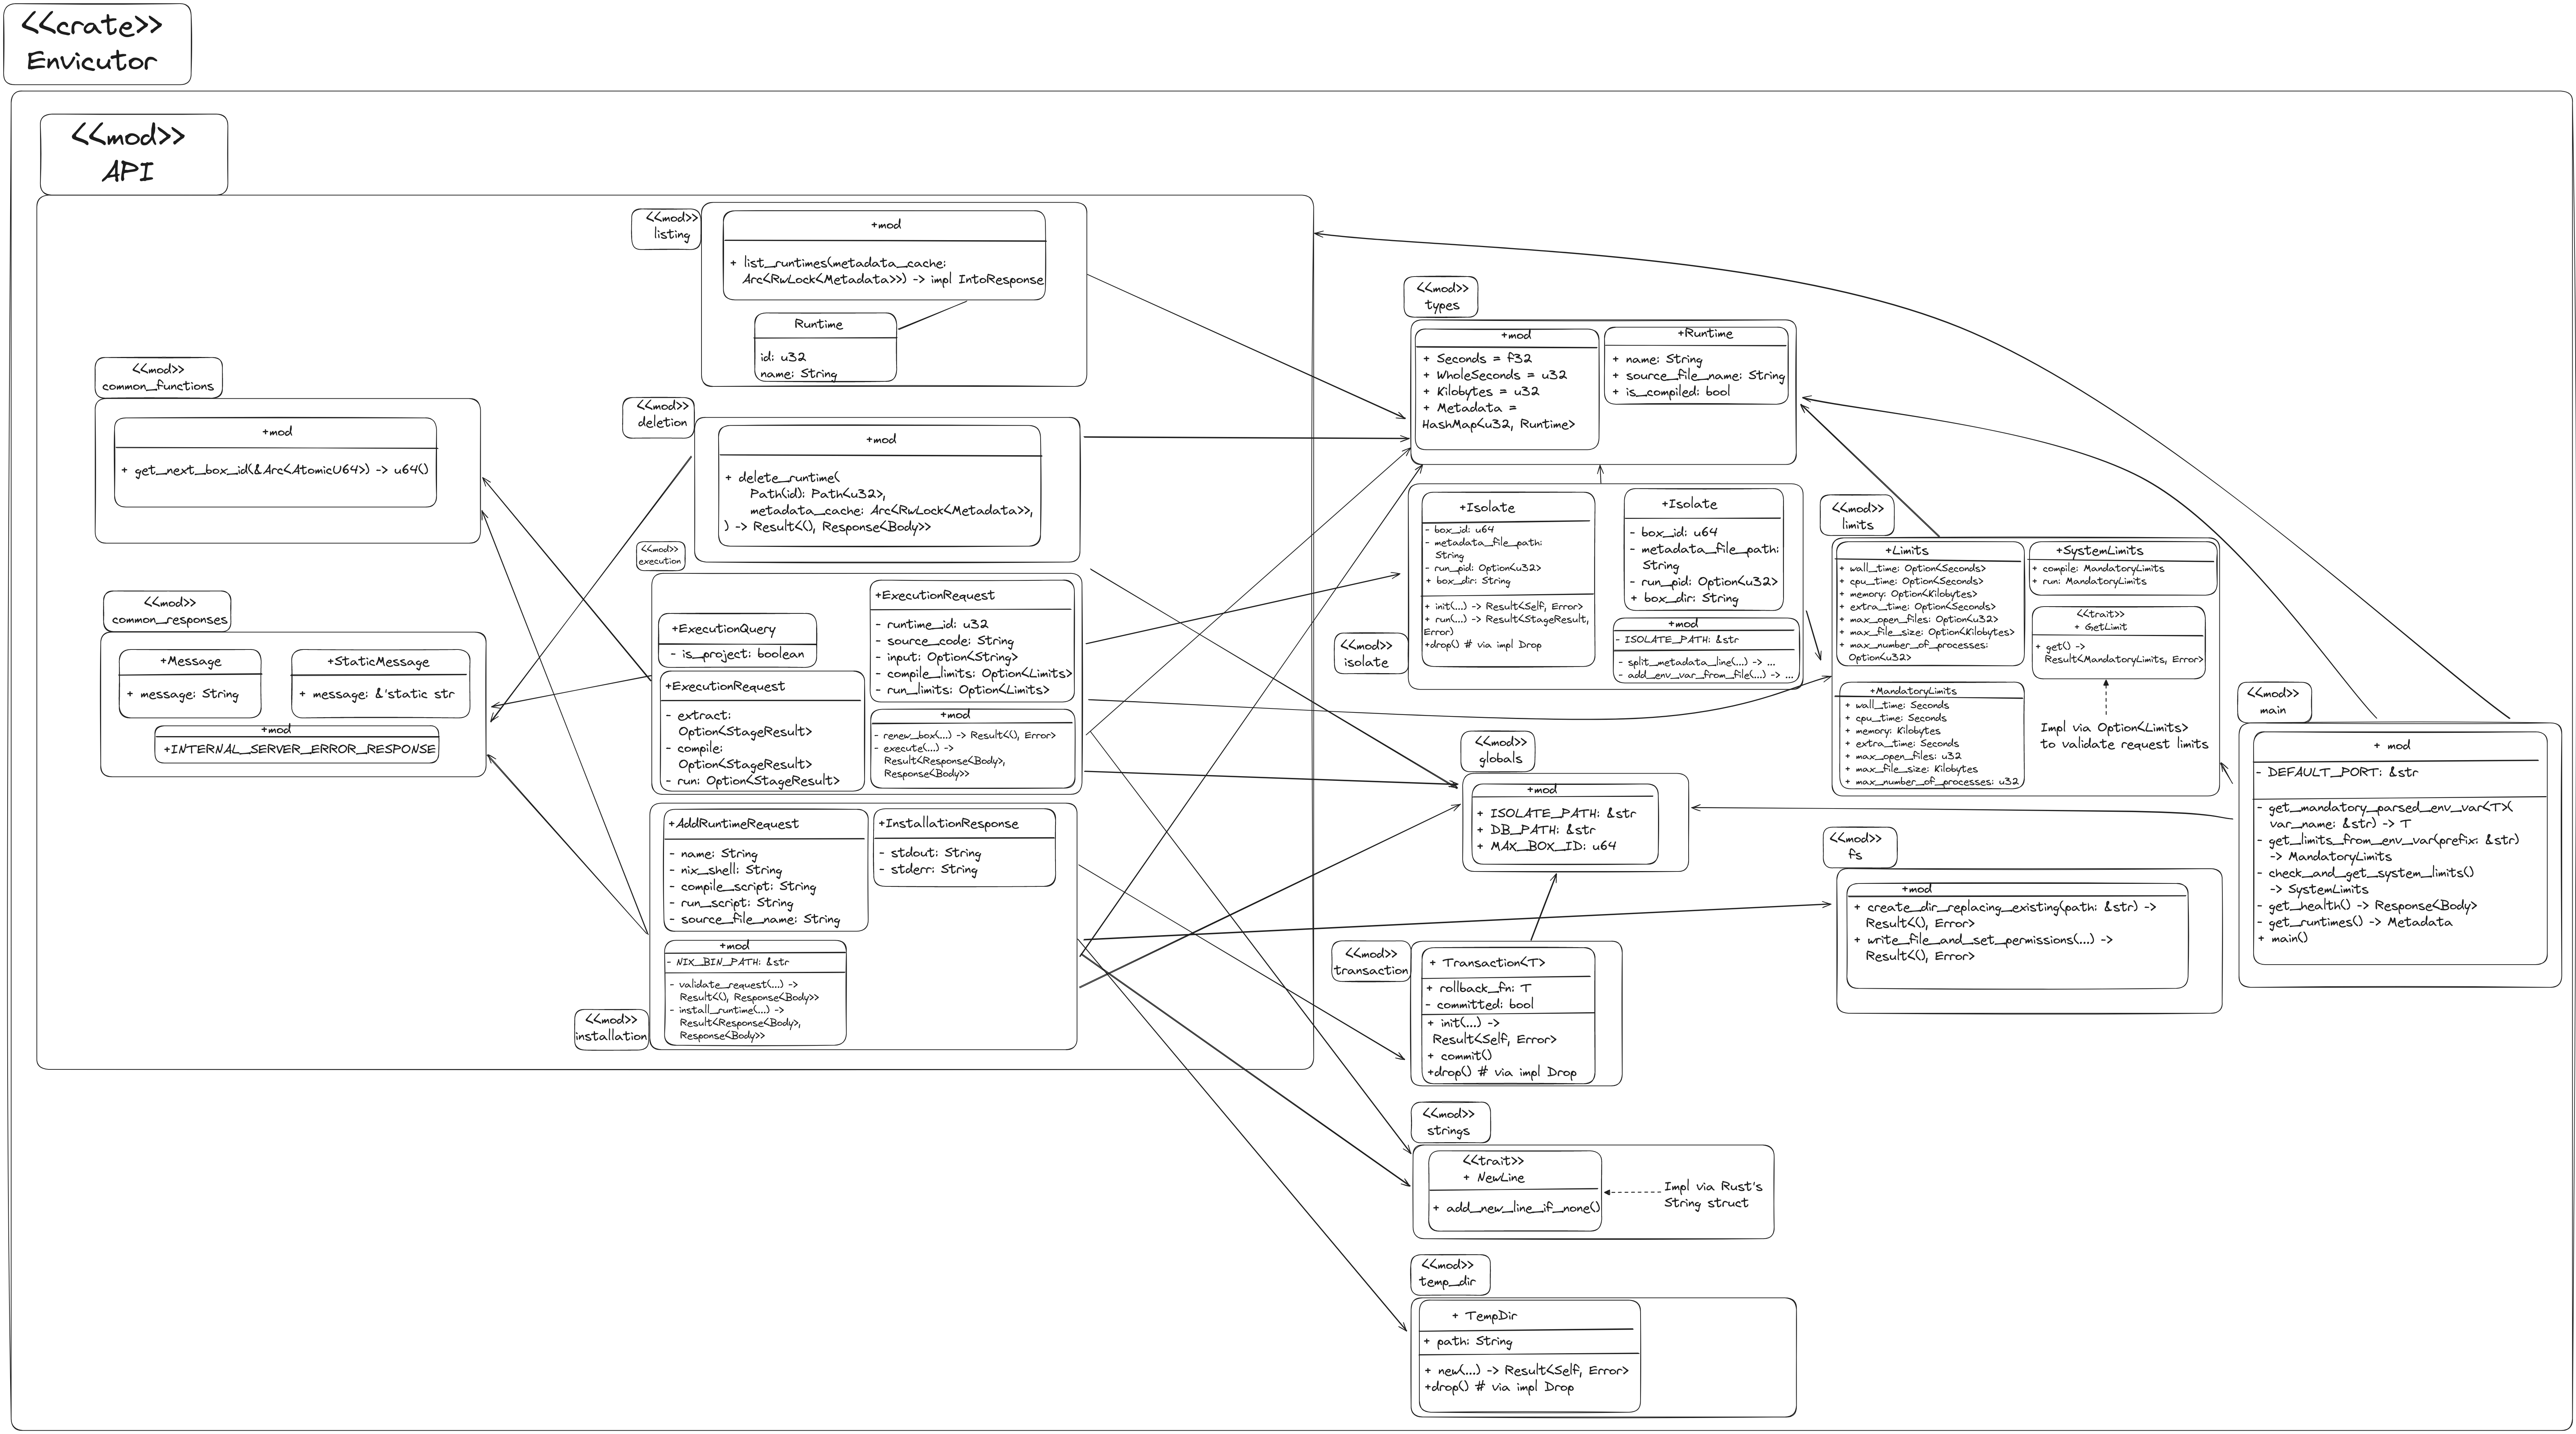 <<crate>>
Envicutor
<<mod>>
API
<<mod>>
listing
+mod
+ list_runtimes(metadata_cache:
Arc<RwLock<Metadata>>) -> impl IntoResponse
Runtime
id: u32
name: String
<<mod>>
common_functions
+mod
+ get_next_box_id(&Arc<AtomicU64>) -> u64()
<<mod>>
deletion
+mod
+ delete_runtime(
Path(id): Path<u32>,
metadata_cache: Arc<RwLock<Metadata>>,
) -> Result<(), Response<Body>>
<<mod>>
common_responses
+Message
+ message: String
+StaticMessage
+ message: &'static str
+mod
+INTERNAL_SERVER_ERROR_RESPONSE
<<mod>>
execution
+ExecutionQuery
- is_project: boolean
+ExecutionRequest
- runtime_id: u32
- source_code: String
- input: Option<String>
- compile_limits: Option<Limits>
- run_limits: Option<Limits>
+ExecutionRequest
- extract:
Option<StageResult>
- compile:
Option<StageResult>
- run: Option<StageResult>
+mod
- renew_box(...) -> Result<(), Error>
- execute(...) ->
Result<Response<Body>,
Response<Body>>
<<mod>>
installation
+AddRuntimeRequest
- name: String
- nix_shell: String
- compile_script: String
- run_script: String
- source_file_name: String
+InstallationResponse
- stdout: String
- stderr: String
+mod
- NIX_BIN_PATH: &str
- validate_request(...) ->
Result<(), Response<Body>>
- install_runtime(...) ->
Result<Response<Body>,
Response<Body>>
<<mod>>
types
+mod
+ Seconds = f32
+ WholeSeconds = u32
+ Kilobytes = u32
+ Metadata =
HashMap<u32, Runtime>
+Runtime
+ name: String
+ source_file_name: String
+ is_compiled: bool
<<mod>>
isolate
+Isolate
- box_id: u64
- metadata_file_path:
String
- run_pid: Option<u32>
+ box_dir: String
+ init(...) -> Result<Self, Error>
+ run(...) -> Result<StageResult,
Error)
+drop() # via impl Drop
+Isolate
- box_id: u64
- metadata_file_path:
String
- run_pid: Option<u32>
+ box_dir: String
+mod
- ISOLATE_PATH: &str
- split_metadata_line(...) -> ...
- add_env_var_from_file(...) -> ...
<<mod>>
limits
+Limits
+ wall_time: Option<Seconds>
+ cpu_time: Option<Seconds>
+ memory: Option<Kilobytes>
+ extra_time: Option<Seconds>
+ max_open_files: Option<u32>
+ max_file_size: Option<Kilobytes>
+ max_number_of_processes:
Option<u32>
+SystemLimits
+ compile: MandatoryLimits
+ run: MandatoryLimits
<<trait>>
+ GetLimit
+ get() ->
Result<MandatoryLimits, Error>
Impl via Option<Limits>
to validate request limits
+MandatoryLimits
+ wall_time: Seconds
+ cpu_time: Seconds
+ memory: Kilobytes
+ extra_time: Seconds
+ max_open_files: u32
+ max_file_size: Kilobytes
+ max_number_of_processes: u32
<<mod>>
main
+ mod
- DEFAULT_PORT: &str
- get_mandatory_parsed_env_var<T>(
var_name: &str) -> T
- get_limits_from_env_var(prefix: &str)
-> MandatoryLimits
- check_and_get_system_limits()
-> SystemLimits
- get_health() -> Response<Body>
- get_runtimes() -> Metadata
+ main()
<<mod>>
globals
+mod
+ ISOLATE_PATH: &str
+ DB_PATH: &str
+ MAX_BOX_ID: u64
<<mod>>
fs
+mod
+ create_dir_replacing_existing(path: &str) ->
Result<(), Error>
+ write_file_and_set_permissions(...) ->
Result<(), Error>
<<mod>>
transaction
+ Transaction<T>
+ rollback_fn: T
- committed: bool
+ init(...) ->
Result<Self, Error>
+ commit()
+drop() # via impl Drop
<<mod>>
strings
<<trait>>
+ NewLine
+ add_new_line_if_none()
Impl via Rust's
String struct
<<mod>>
temp_dir
+ TempDir
+ path: String
+ new(...) -> Result<Self, Error>
+drop() # via impl Drop